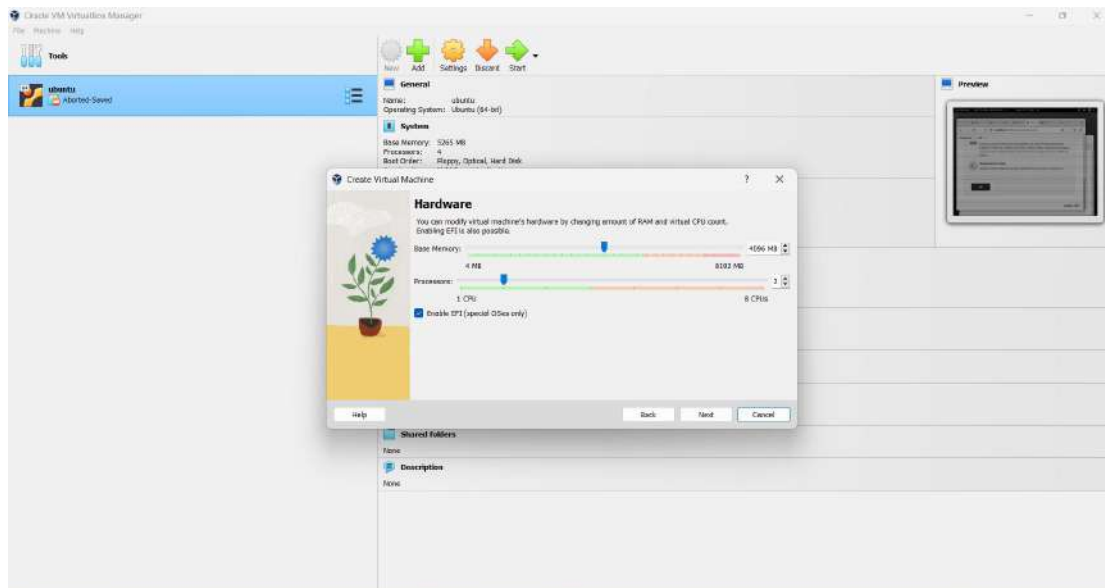 Oracle VM VirtualBox Manager
File Machine Help
Tools
New Add Settings Discard Start
ubuntu
Aborted-Saved
General
Name: ubuntu
Operating System: Ubuntu (64-bit)
System
Base Memory: 5265 MB
Processors: 4
Boot Order: Floppy, Optical, Hard Disk
Preview
Create Virtual Machine
Hardware
You can modify virtual machine's hardware by changing amount of RAM and virtual CPU count.
Enabling EFI is also possible.
Base Memory: 4096 MB
4 MB 8192 MB
Processors: 2
1 CPU 8 CPUs
Enable EFI (special OSes only)
Help Back Next Cancel
Shared folders
None
Description
None